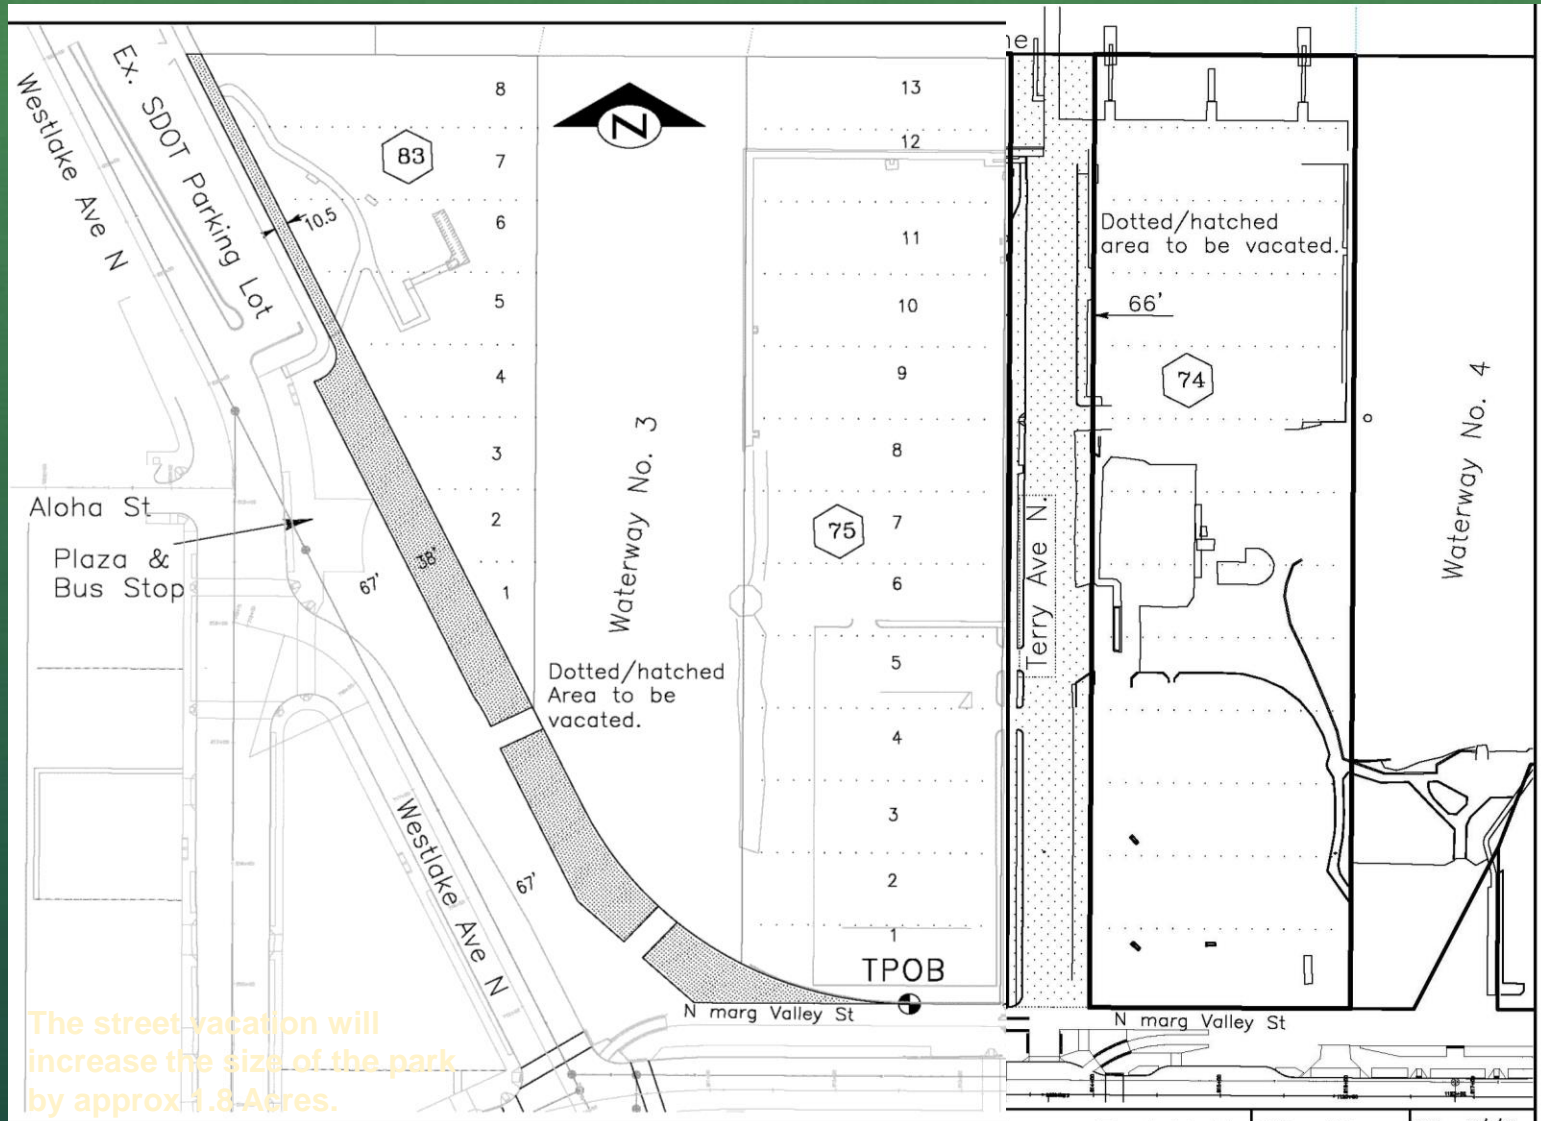 Westlake Ave N
Ex. SDOT Parking Lot
10.5
83
8
7
6
5
4
3
2
1
N
Waterway No. 3
13
12
11
10
9
8
7
6
5
4
3
2
1
75
Aloha St
Plaza &
Bus Stop
67'
38'
Dotted/hatched
Area to be
vacated.
Westlake Ave N
67'
TPOB
N marg Valley St
The street vacation will
increase the size of the park
by approx 1.8 Acres.
ne
Terry Ave N.
Dotted/hatched
area to be vacated.
66'
74
Waterway No. 4
N marg Valley St